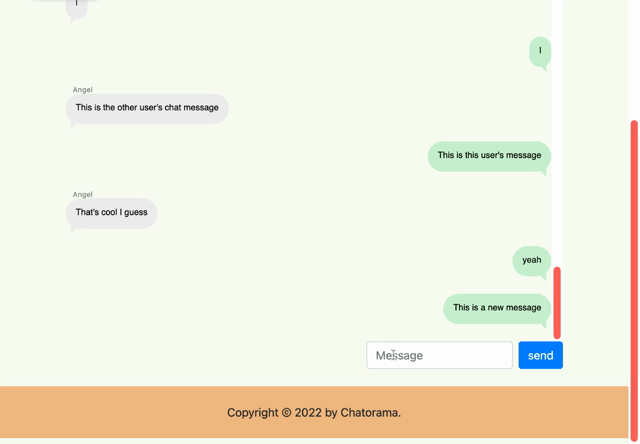 I
I
Angel
This is the other user's chat message
This is this user's message
Angel
That's cool I guess
yeah
This is a new message
Message
send
Copyright © 2022 by Chatorama.